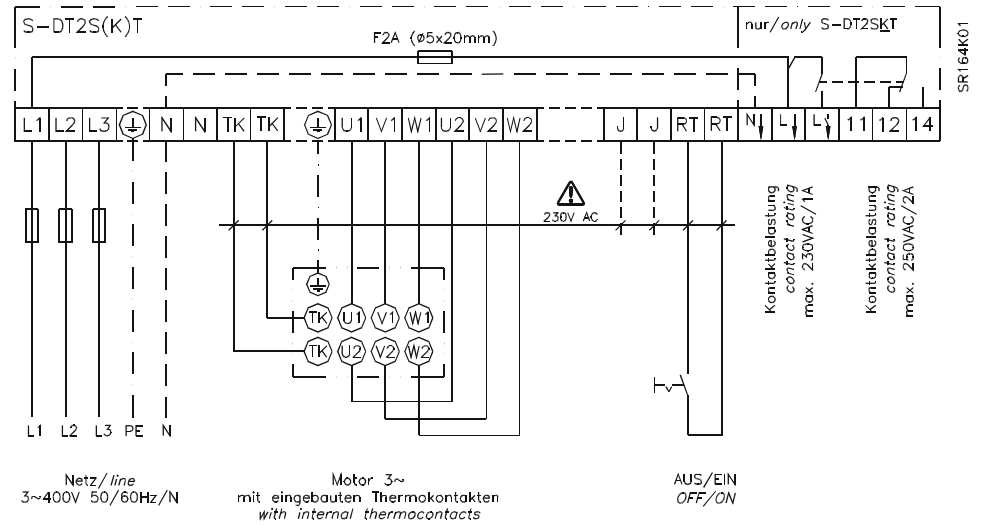 S-DT2S(K)T
nur/only S-DT2SKT
F2A (ø5x20mm)
SR164K01
L1 L2 L3 N N TK TK U1 V1 W1 U2 V2 W2 J J RT RT N L L 11 12 14
230V AC
Kontaktbelastung
contact rating
max. 230VAC/1A
Kontaktbelastung
contact rating
max. 250VAC/2A
TK U1 V1 W1
TK U2 V2 W2
L1 L2 L3 PE N
Netz/line
3~400V 50/60Hz/N
Motor 3~
mit eingebauten Thermokontakten
with internal thermocontacts
AUS/EIN
OFF/ON